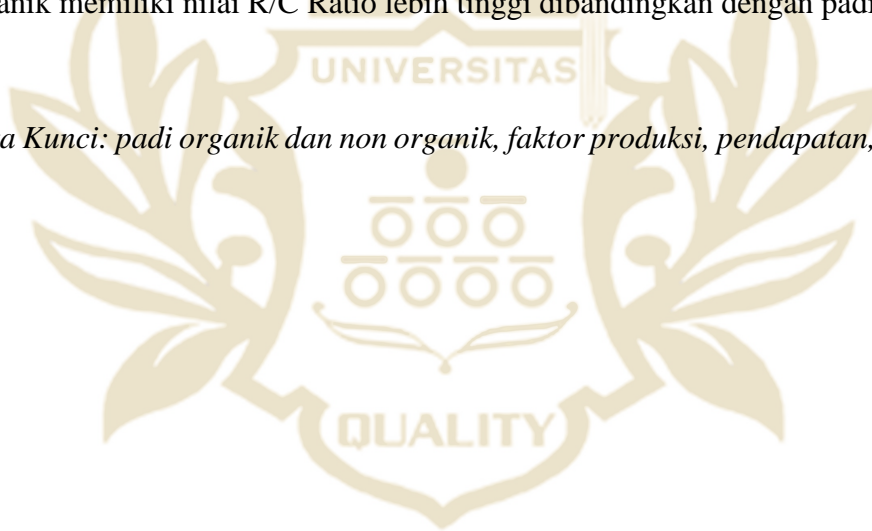 anik memiliki nilai R/C Ratio lebih tinggi dibandingkan dengan padi
UNIVERSITAS
a Kunci: padi organik dan non organik, faktor produksi, pendapatan,
QUALITY